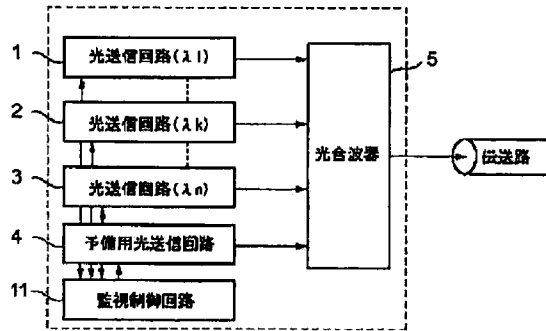 1
光送信回路(λ1)
5
2
光送信回路(λk)
光合波器
伝送路
3
光送信回路(λn)
4
予備用光送信回路
11
監視制御回路